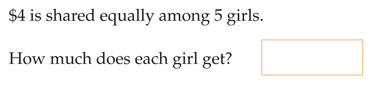 $4 is shared equally among 5 girls.
How much does each girl get?